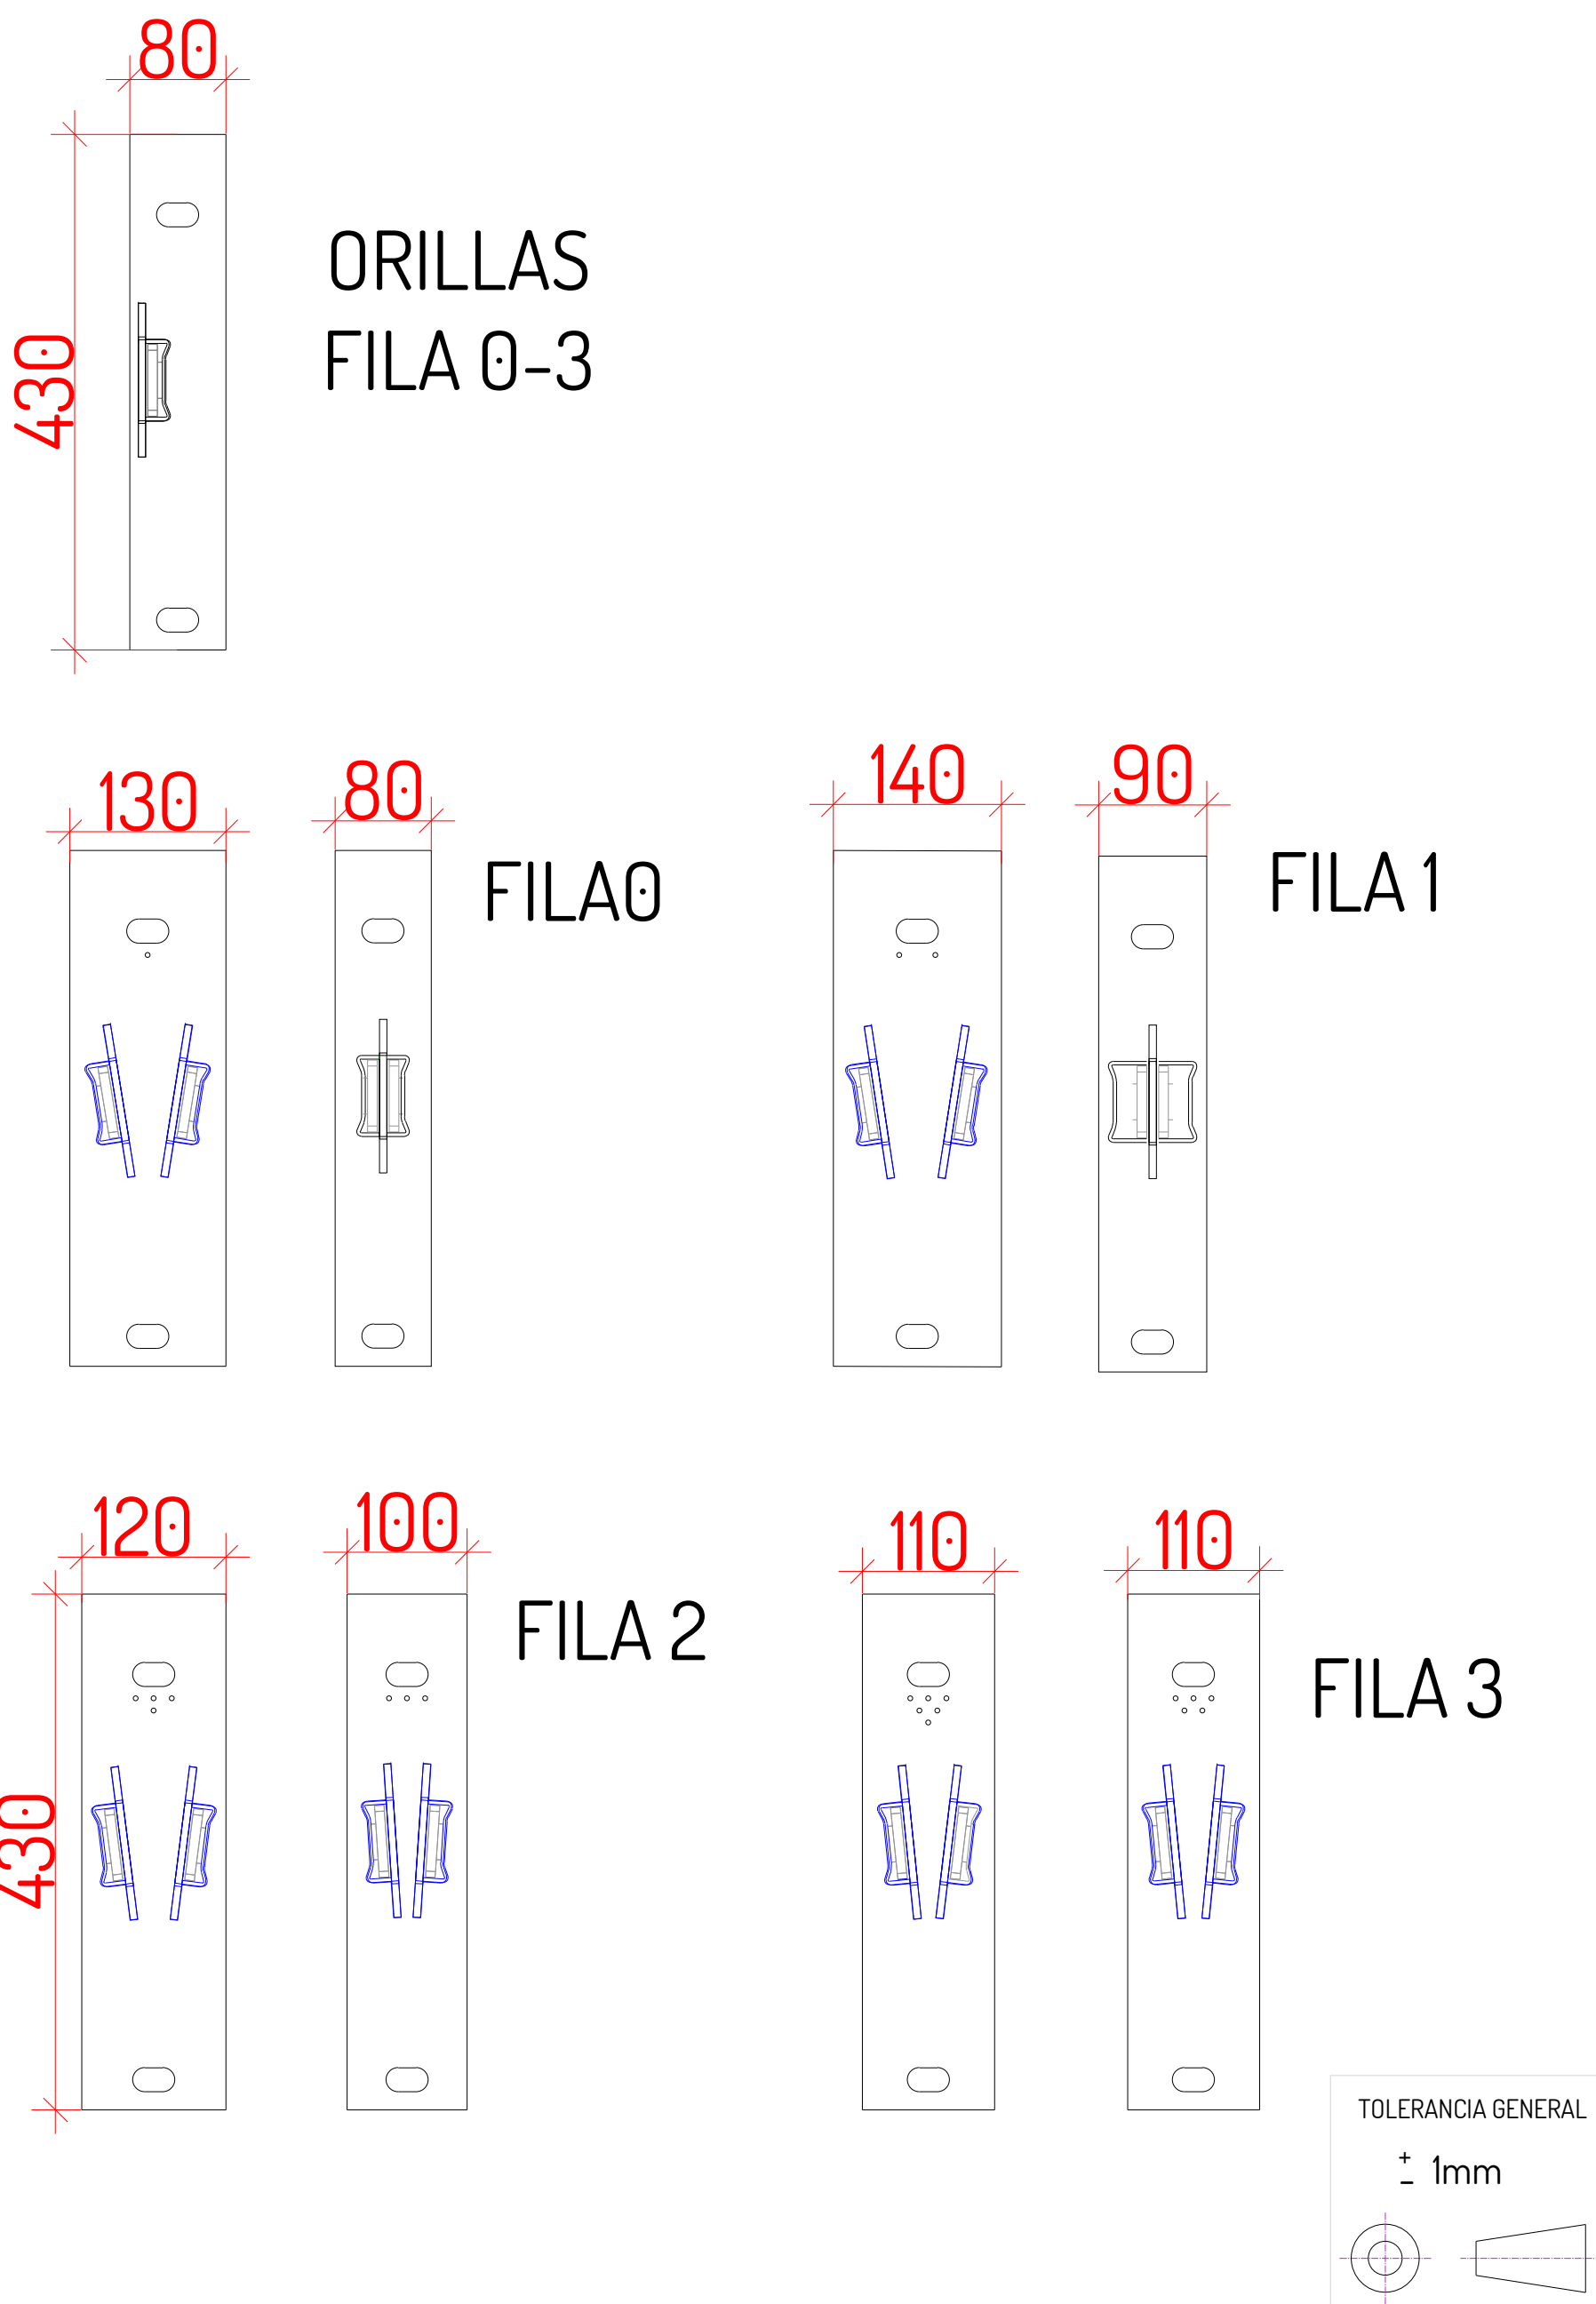 80
430
ORILLAS
FILA 0-3
130
80
FILA0
140
90
FILA 1
120
100
FILA 2
430
110
110
FILA 3
TOLERANCIA GENERAL
± 1mm